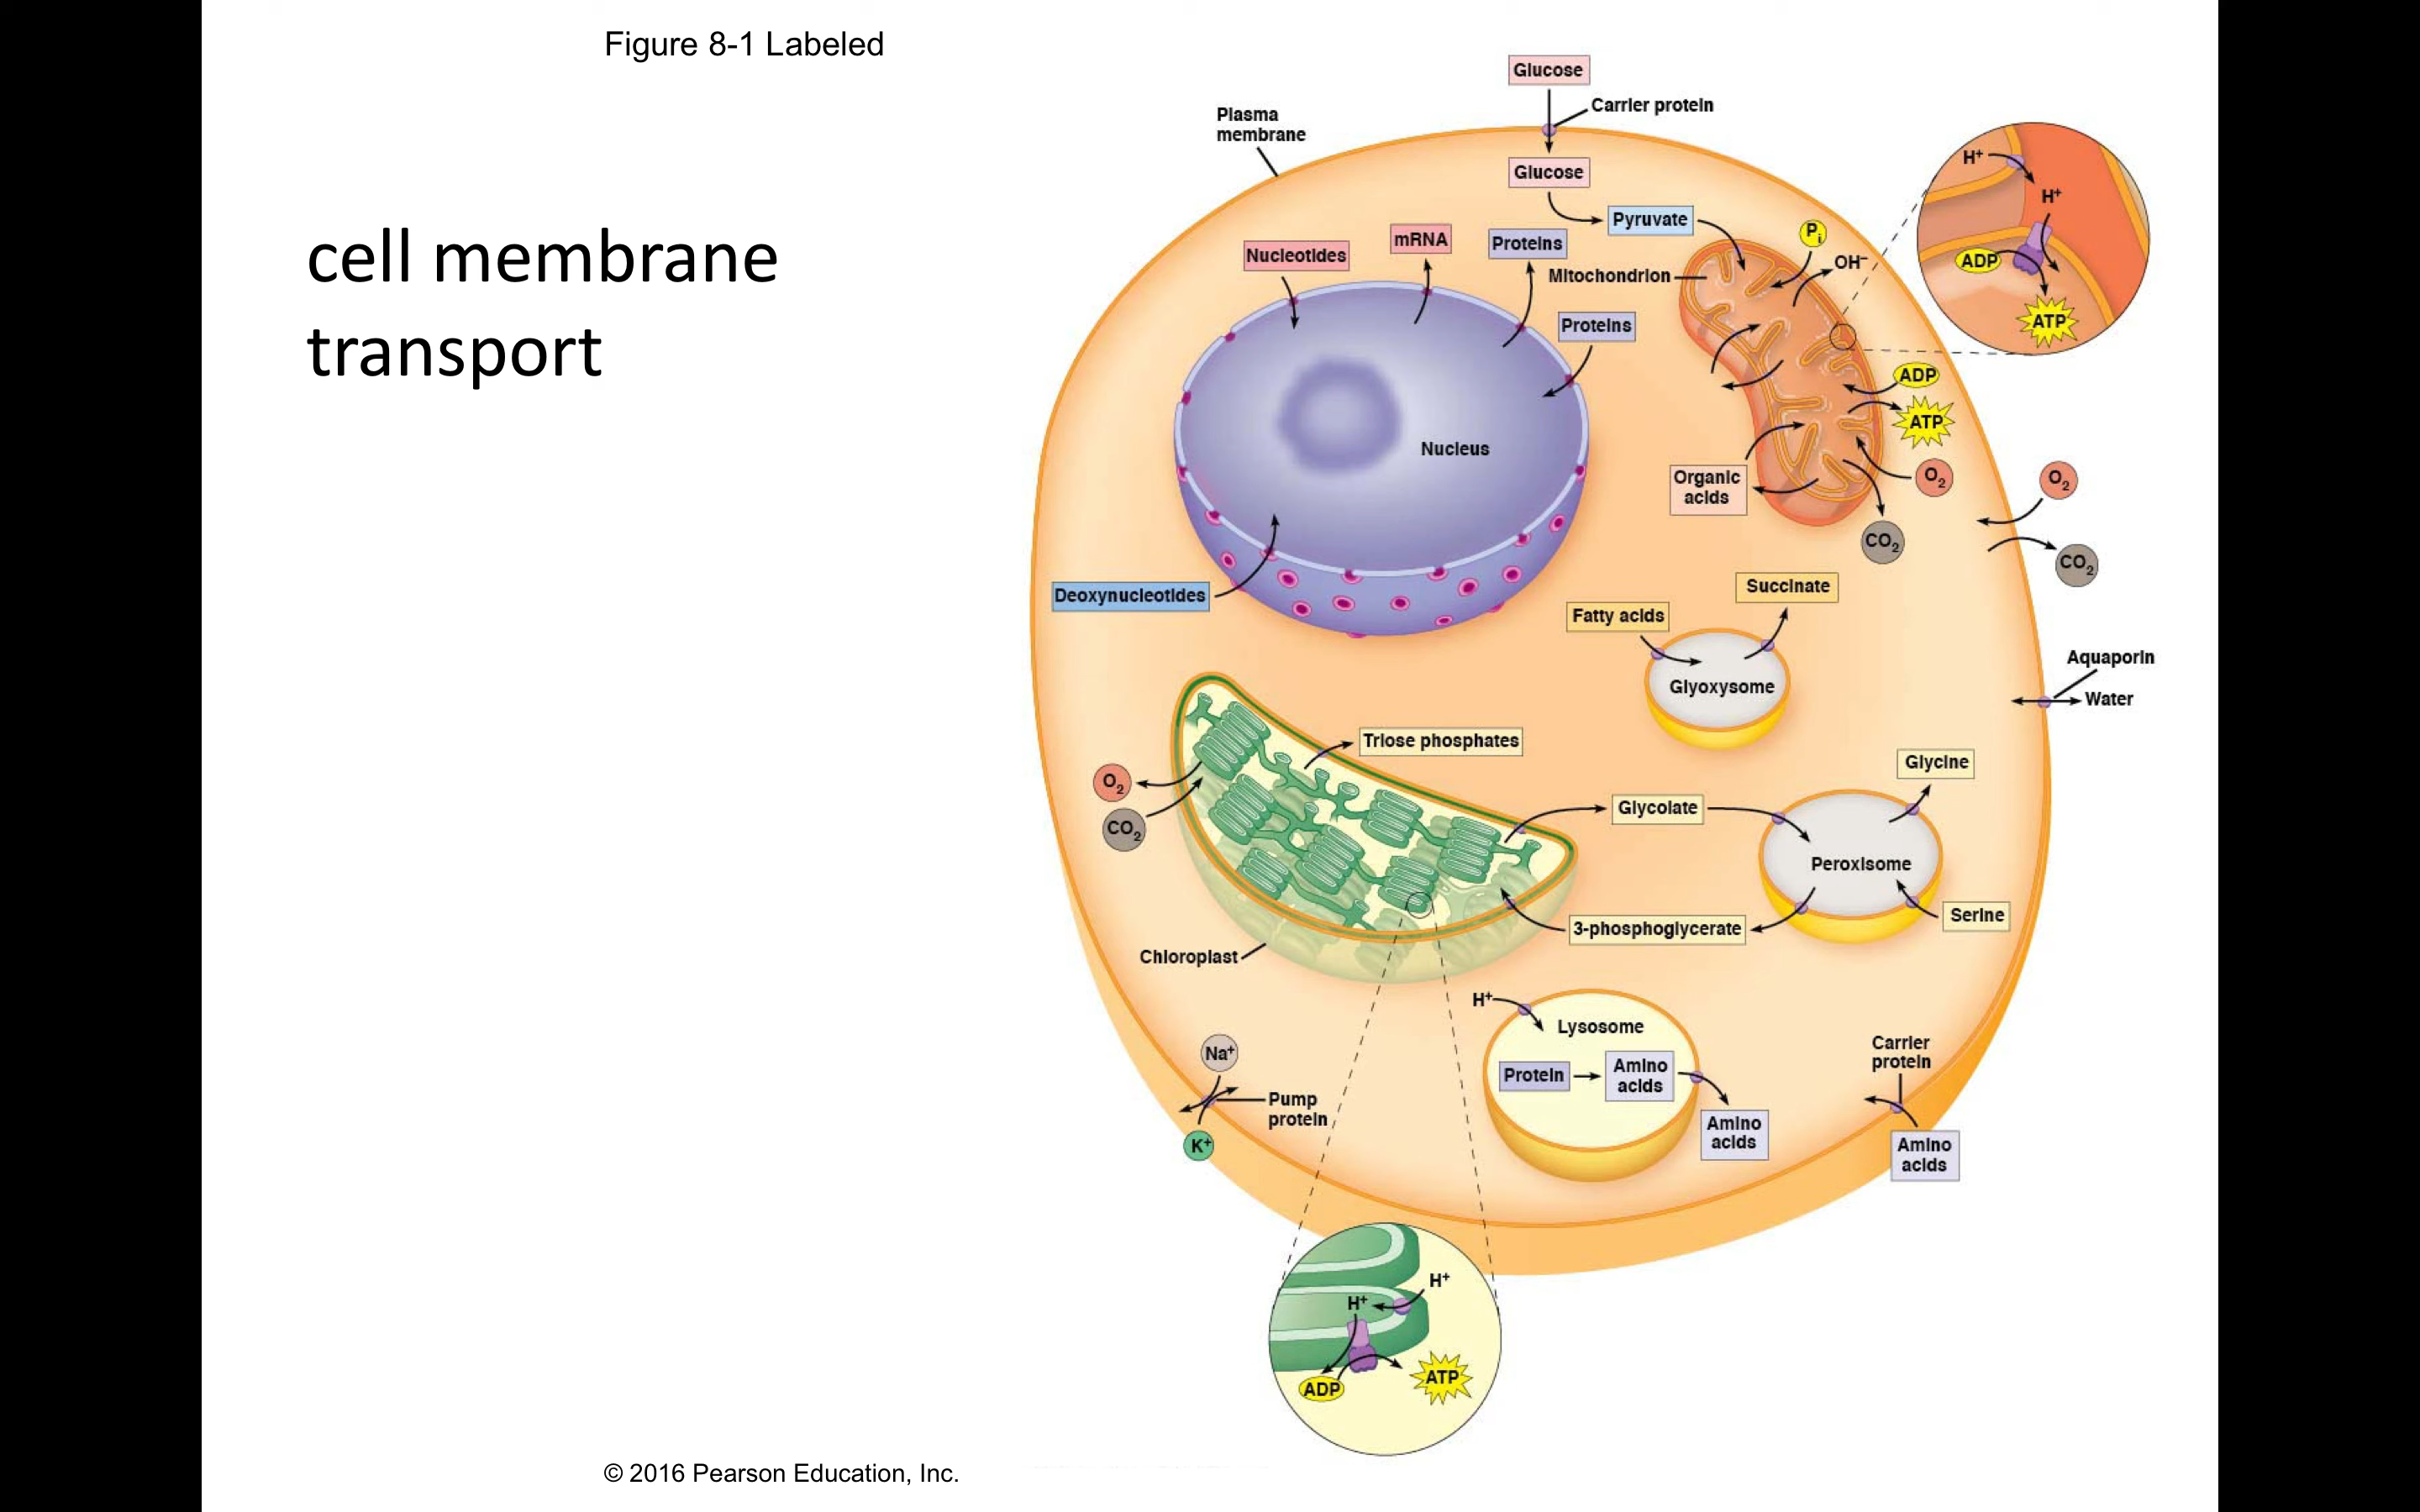 Figure 8-1 Labeled
cell membrane
transport
Glucose
Carrier protein
Plasma
membrane
Glucose
Pyruvate
Nucleotides
mRNA
Proteins
Mitochondrion
Pi
OH⁻
H⁺
H⁺
ADP
ATP
Proteins
Nucleus
ADP
ATP
Organic
acids
O₂
CO₂
O₂
CO₂
Deoxynucleotides
Succinate
Fatty acids
Glyoxysome
Aquaporin
Water
Triose phosphates
O₂
CO₂
Glycolate
Glycine
Peroxisome
Serine
3-phosphoglycerate
Chloroplast
H⁺
Lysosome
Protein
Amino
acids
Amino
acids
Na⁺
Pump
protein
K⁺
Carrier
protein
Amino
acids
H⁺
H⁺
ADP
ATP
© 2016 Pearson Education, Inc.